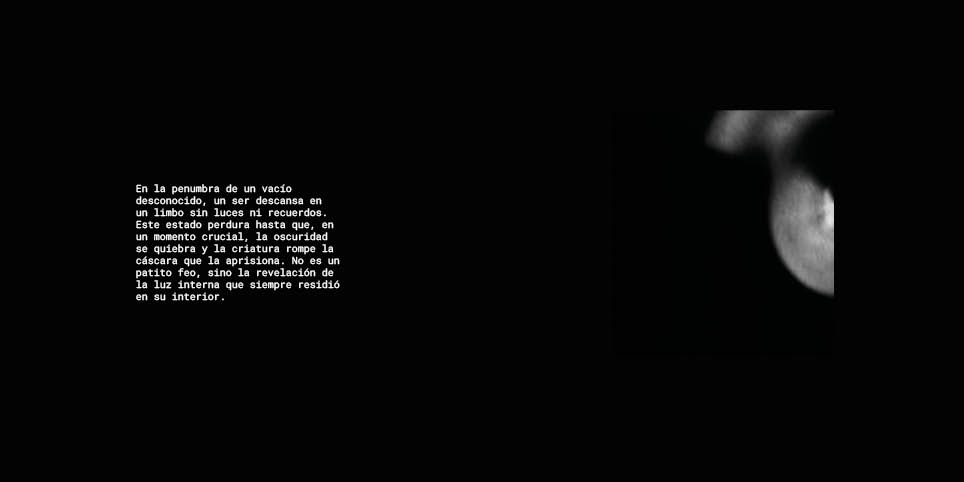 En la penumbra de un vacío
desconocido, un ser descansa en
un limbo sin luces ni recuerdos.
Este estado perdura hasta que, en
un momento crucial, la oscuridad
se quiebra y la criatura rompe la
cáscara que la aprisiona. No es un
patito feo, sino la revelación de
la luz interna que siempre residió
en su interior.